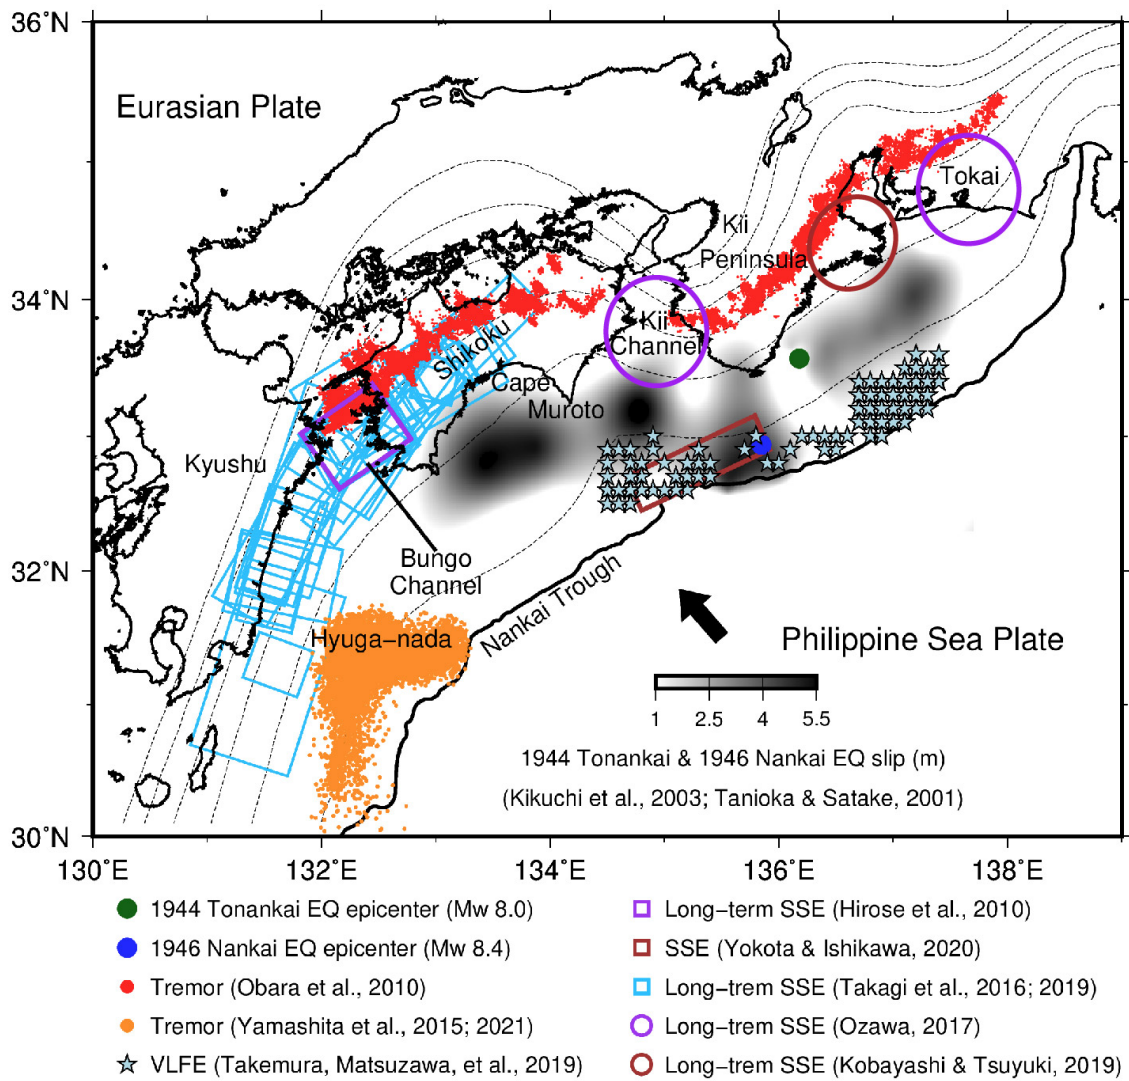 36°N
34°N
32°N
30°N
130°E
132°E
134°E
136°E
138°E
Eurasian Plate
Tokai
Kii
Peninsula
Kii
Channel
Shikoku
Cape
Muroto
Kyushu
Bungo
Channel
Nankai Trough
Hyuga−nada
Philippine Sea Plate
1 2.5 4 5.5
1944 Tonankai & 1946 Nankai EQ slip (m)
(Kikuchi et al., 2003; Tanioka & Satake, 2001)
1944 Tonankai EQ epicenter (Mw 8.0)
1946 Nankai EQ epicenter (Mw 8.4)
Tremor (Obara et al., 2010)
Tremor (Yamashita et al., 2015; 2021)
VLFE (Takemura, Matsuzawa, et al., 2019)
Long−term SSE (Hirose et al., 2010)
SSE (Yokota & Ishikawa, 2020)
Long−trem SSE (Takagi et al., 2016; 2019)
Long−trem SSE (Ozawa, 2017)
Long−trem SSE (Kobayashi & Tsuyuki, 2019)